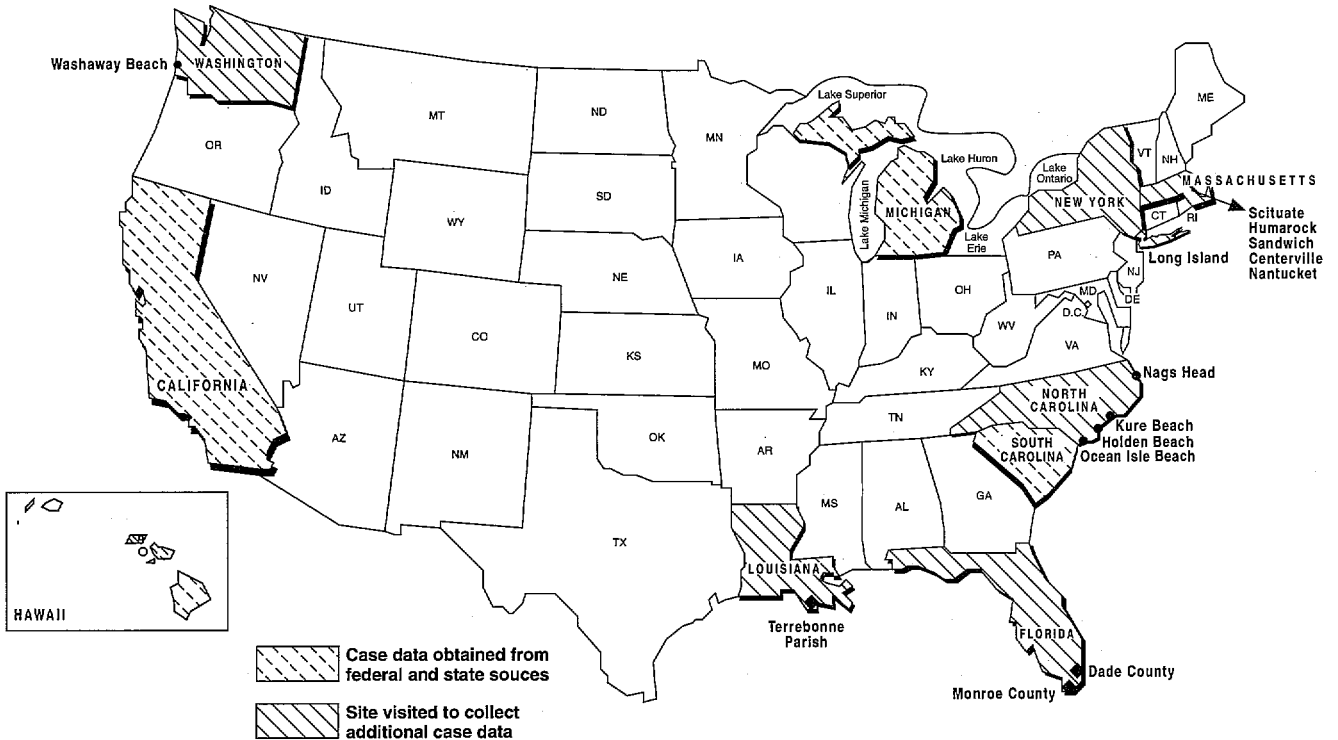 Washaway Beach
WASHINGTON
OR
CALIFORNIA
NV
ID
MT
WY
UT
CO
AZ
NM
ND
SD
NE
KS
OK
TX
MN
IA
MO
AR
LOUISIANA
Terrebonne
Parish
Lake Superior
Lake Michigan
Lake Huron
MICHIGAN
Lake
Erie
Lake
Ontario
IL
IN
OH
KY
TN
MS
AL
GA
WV
VA
PA
NEW YORK
VT
NH
ME
MASSACHUSETTS
CT
RI
Scituate
Humarock
Sandwich
Centerville
Nantucket
Long Island
NJ
MD
DE
D.C.
Nags Head
NORTH
CAROLINA
Kure Beach
Holden Beach
Ocean Isle Beach
SOUTH
CAROLINA
FLORIDA
Dade County
Monroe County
HAWAII
Case data obtained from
federal and state souces
Site visited to collect
additional case data